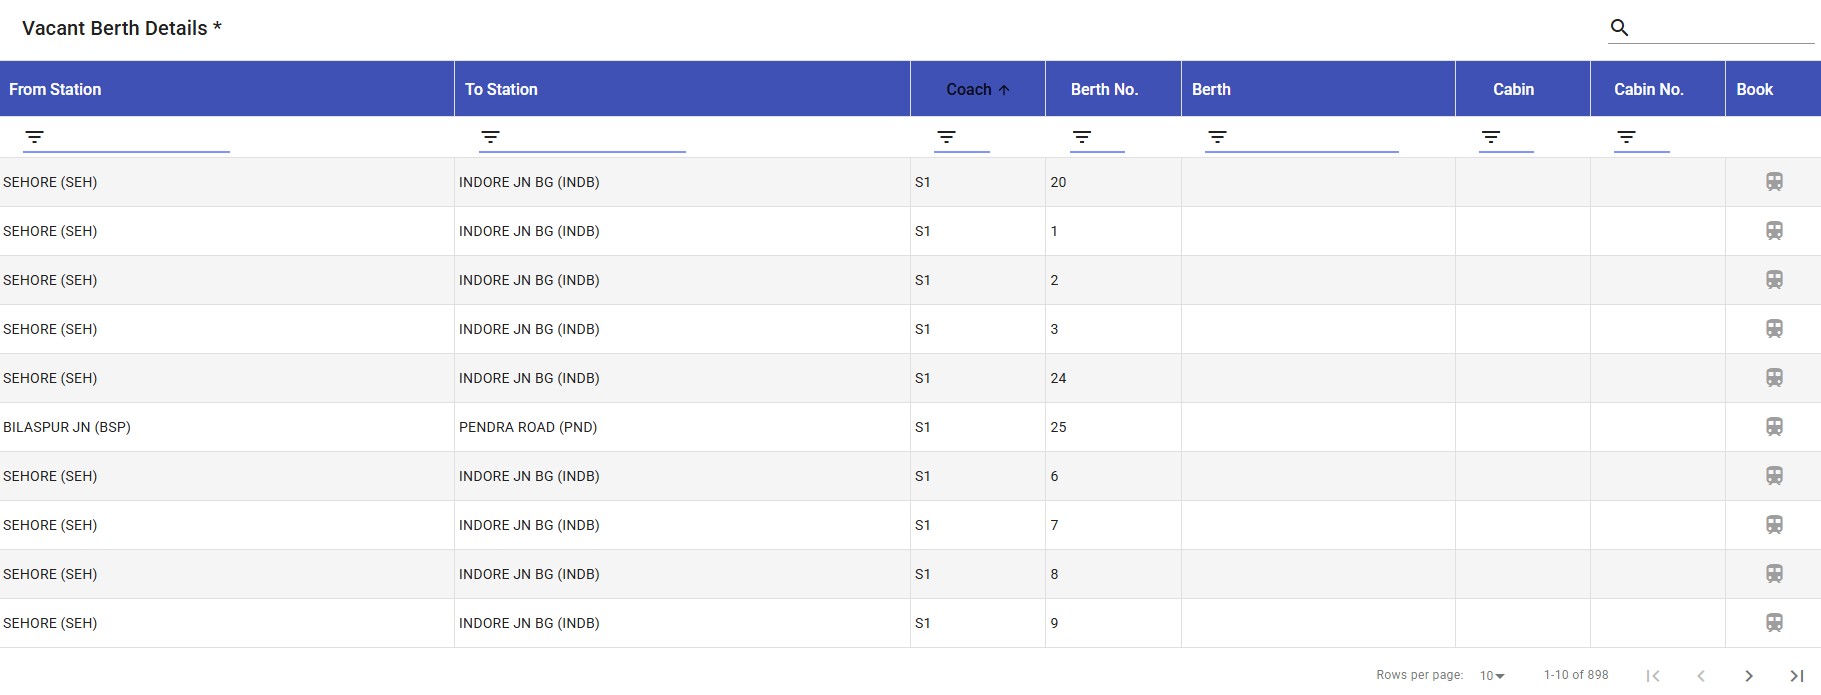 Vacant Berth Details *
From Station To Station Coach ↑ Berth No. Berth Cabin Cabin No. Book
SEHORE (SEH) INDORE JN BG (INDB) S1 20
SEHORE (SEH) INDORE JN BG (INDB) S1 1
SEHORE (SEH) INDORE JN BG (INDB) S1 2
SEHORE (SEH) INDORE JN BG (INDB) S1 3
SEHORE (SEH) INDORE JN BG (INDB) S1 24
BILASPUR JN (BSP) PENDRA ROAD (PND) S1 25
SEHORE (SEH) INDORE JN BG (INDB) S1 6
SEHORE (SEH) INDORE JN BG (INDB) S1 7
SEHORE (SEH) INDORE JN BG (INDB) S1 8
SEHORE (SEH) INDORE JN BG (INDB) S1 9
Rows per page: 10 1-10 of 898